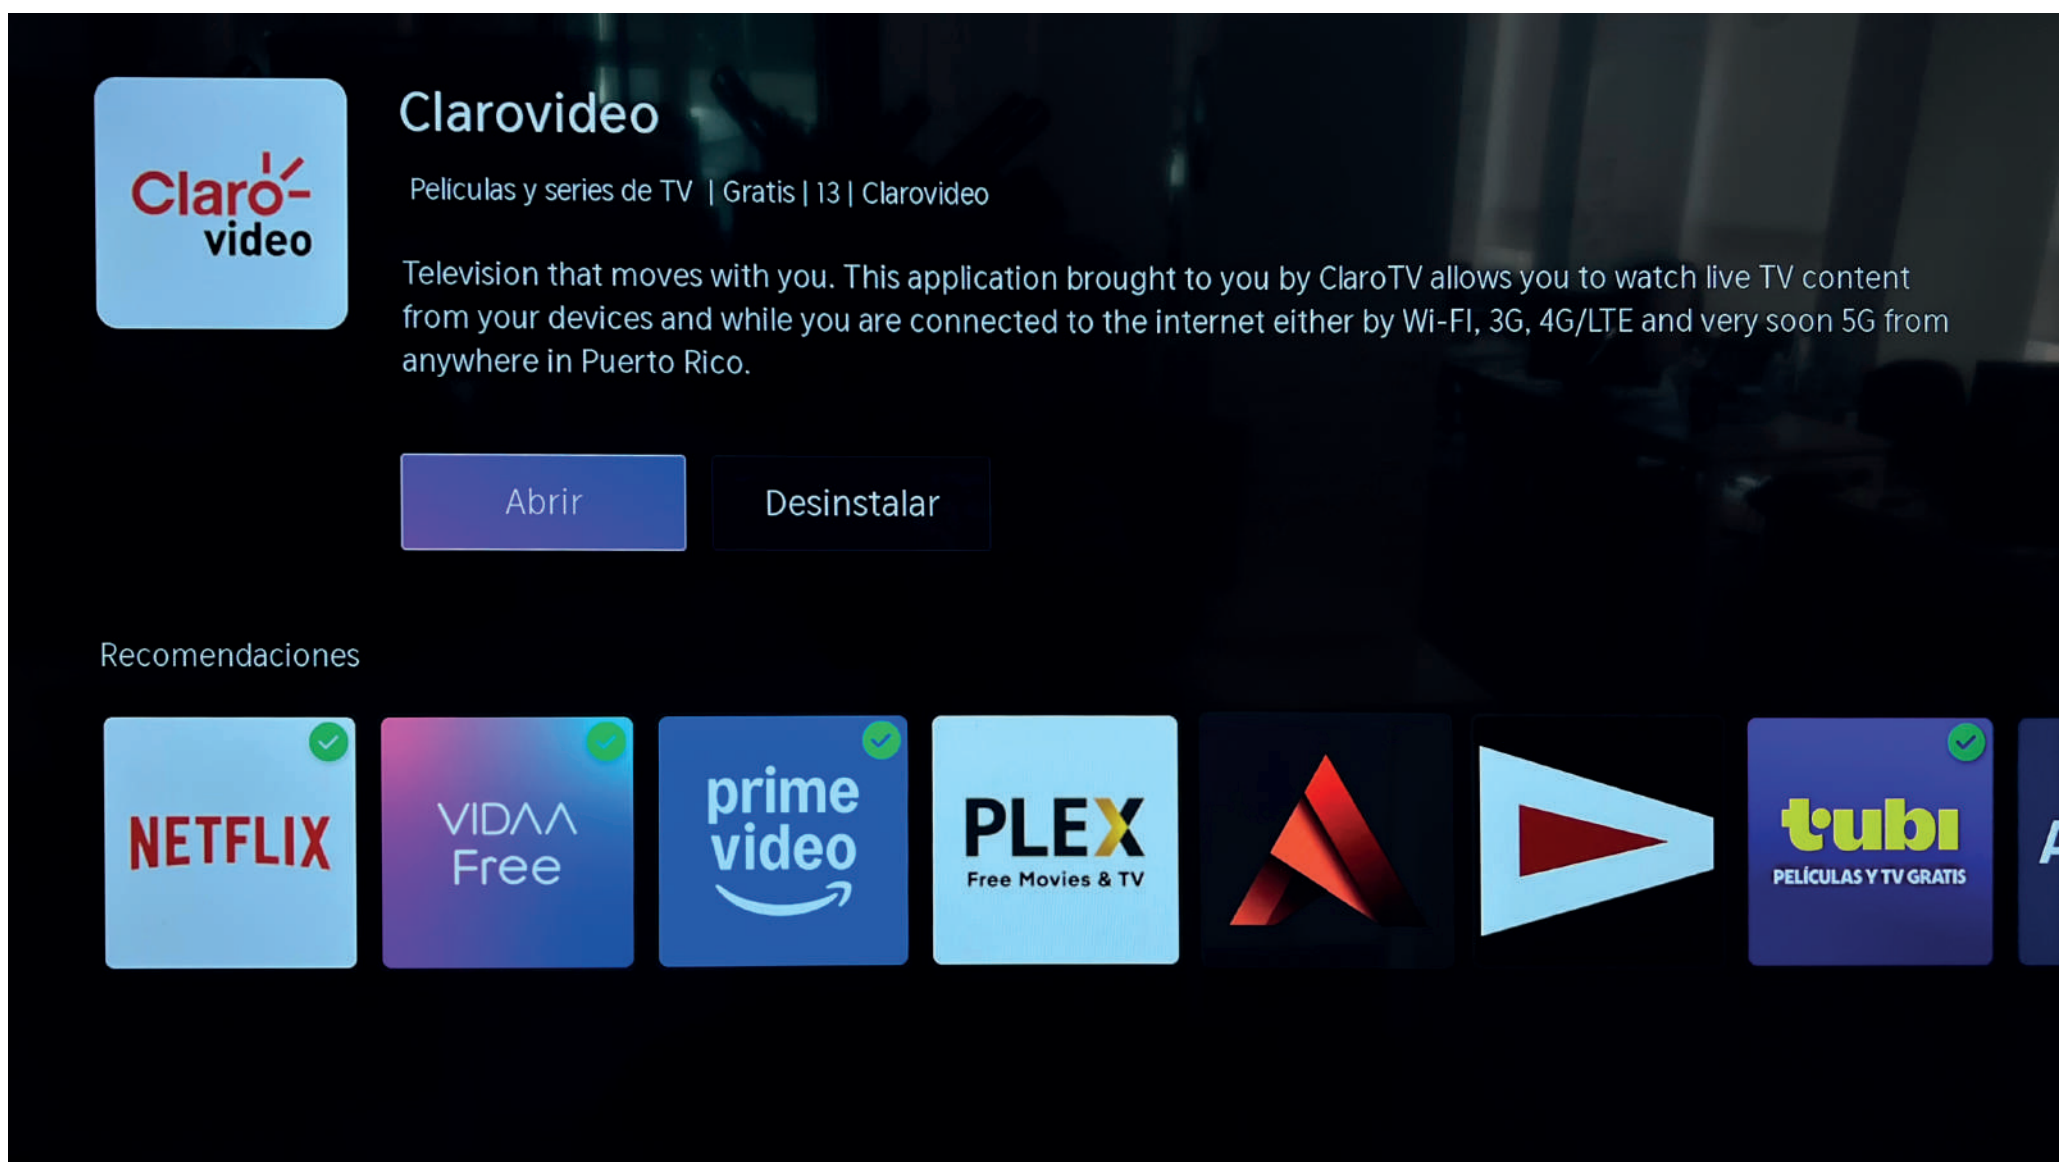 Claro-
video
Clarovideo
Películas y series de TV | Gratis | 13 | Clarovideo
Television that moves with you. This application brought to you by ClaroTV allows you to watch live TV content
from your devices and while you are connected to the internet either by Wi-FI, 3G, 4G/LTE and very soon 5G from
anywhere in Puerto Rico.
Abrir
Desinstalar
Recomendaciones
NETFLIX
VIDAA
Free
prime
video
PLEX
Free Movies & TV
tubi
PELÍCULAS Y TV GRATIS
A